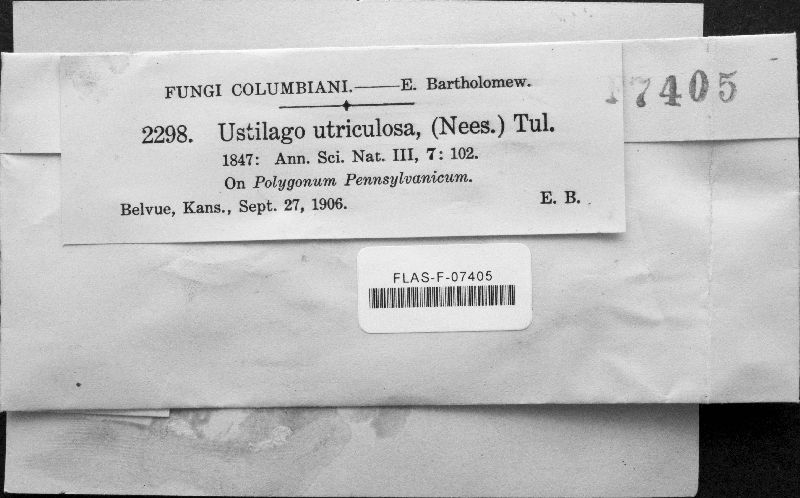 FUNGI COLUMBIANI.——E. Bartholomew.
7405
2298. Ustilago utriculosa, (Nees.) Tul.
1847: Ann. Sci. Nat. III, 7: 102.
On Polygonum Pennsylvanicum.
Belvue, Kans., Sept. 27, 1906. E. B.
FLAS-F-07405